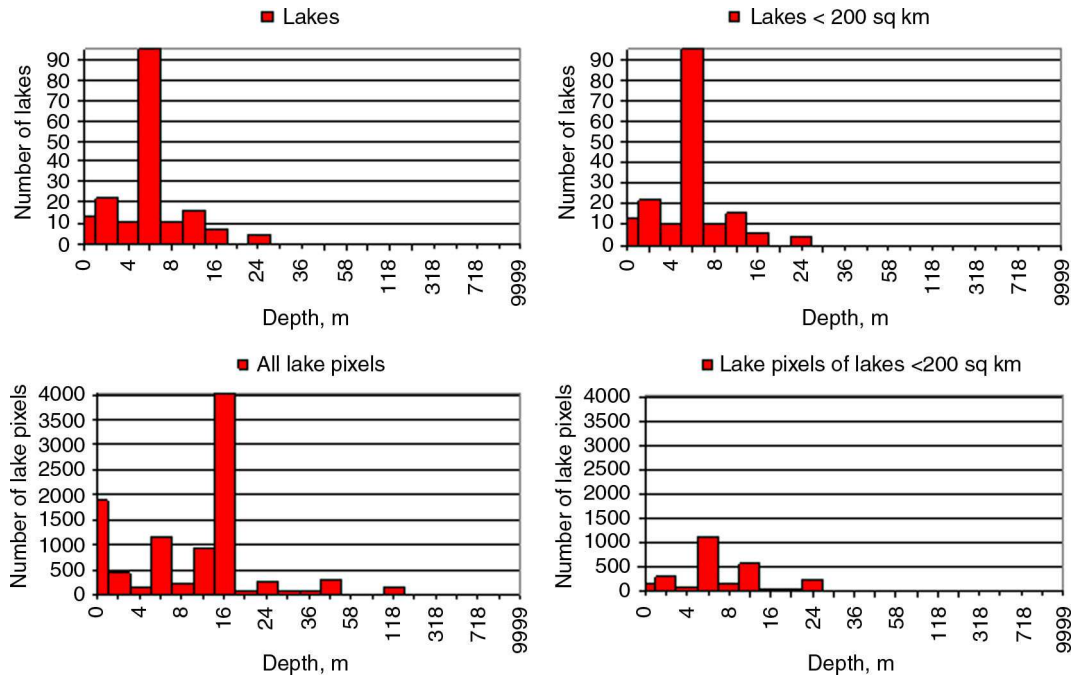 Lakes
Number of lakes
90
80
70
60
50
40
30
20
10
0
0 4 8 16 24 36 58 118 318 718 9999
Depth, m
Lakes < 200 sq km
Number of lakes
90
80
70
60
50
40
30
20
10
0
0 4 8 16 24 36 58 118 318 718 9999
Depth, m
All lake pixels
Number of lake pixels
4000
3500
3000
2500
2000
1500
1000
500
0
0 4 8 16 24 36 58 118 318 718 9999
Depth, m
Lake pixels of lakes <200 sq km
Number of lake pixels
4000
3500
3000
2500
2000
1500
1000
500
0
0 4 8 16 24 36 58 118 318 718 9999
Depth, m